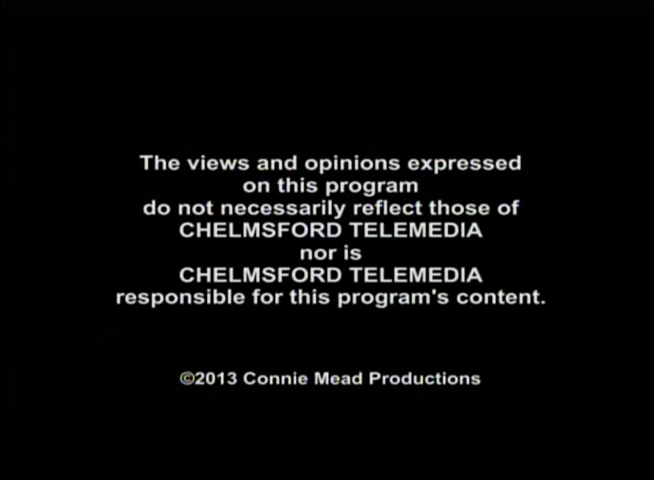 The views and opinions expressed
on this program
do not necessarily reflect those of
CHELMSFORD TELEMEDIA
nor is
CHELMSFORD TELEMEDIA
responsible for this program's content.
©2013 Connie Mead Productions